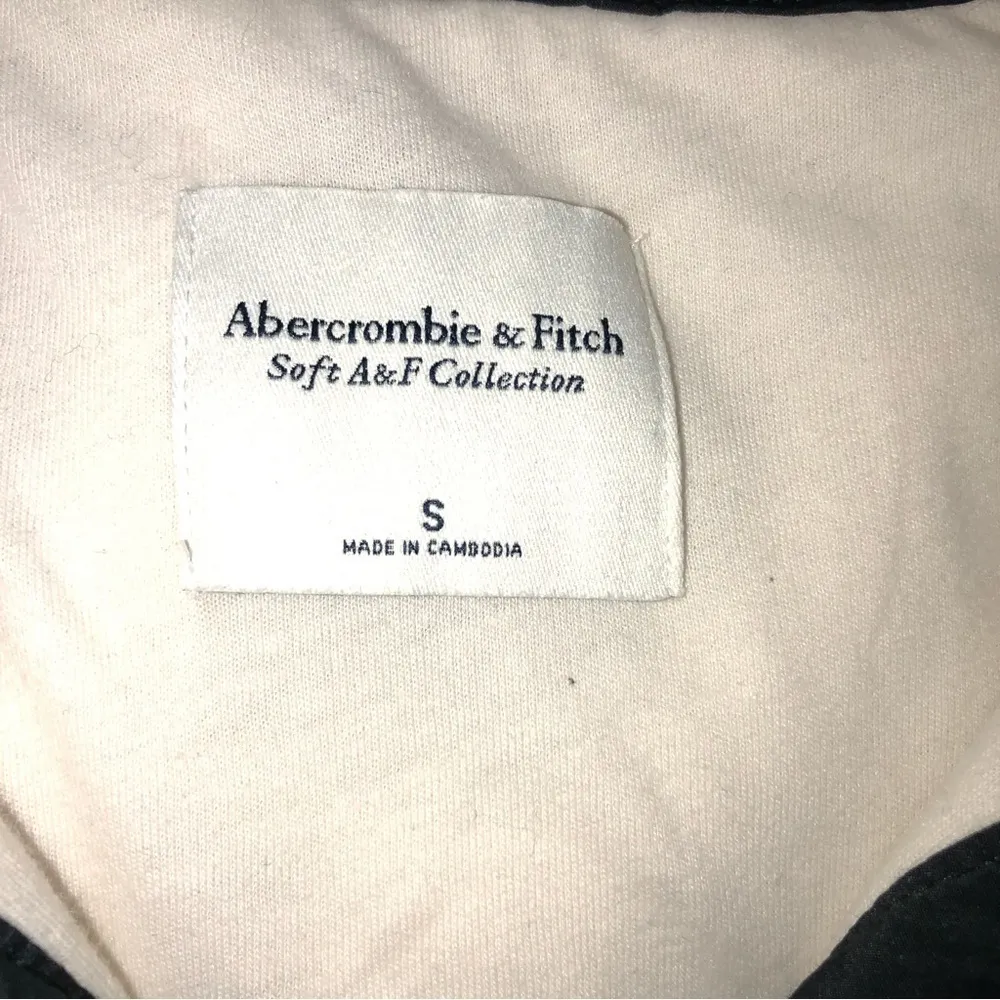 Abercrombie & Fitch
Soft A&F Collection
S
MADE IN CAMBODIA